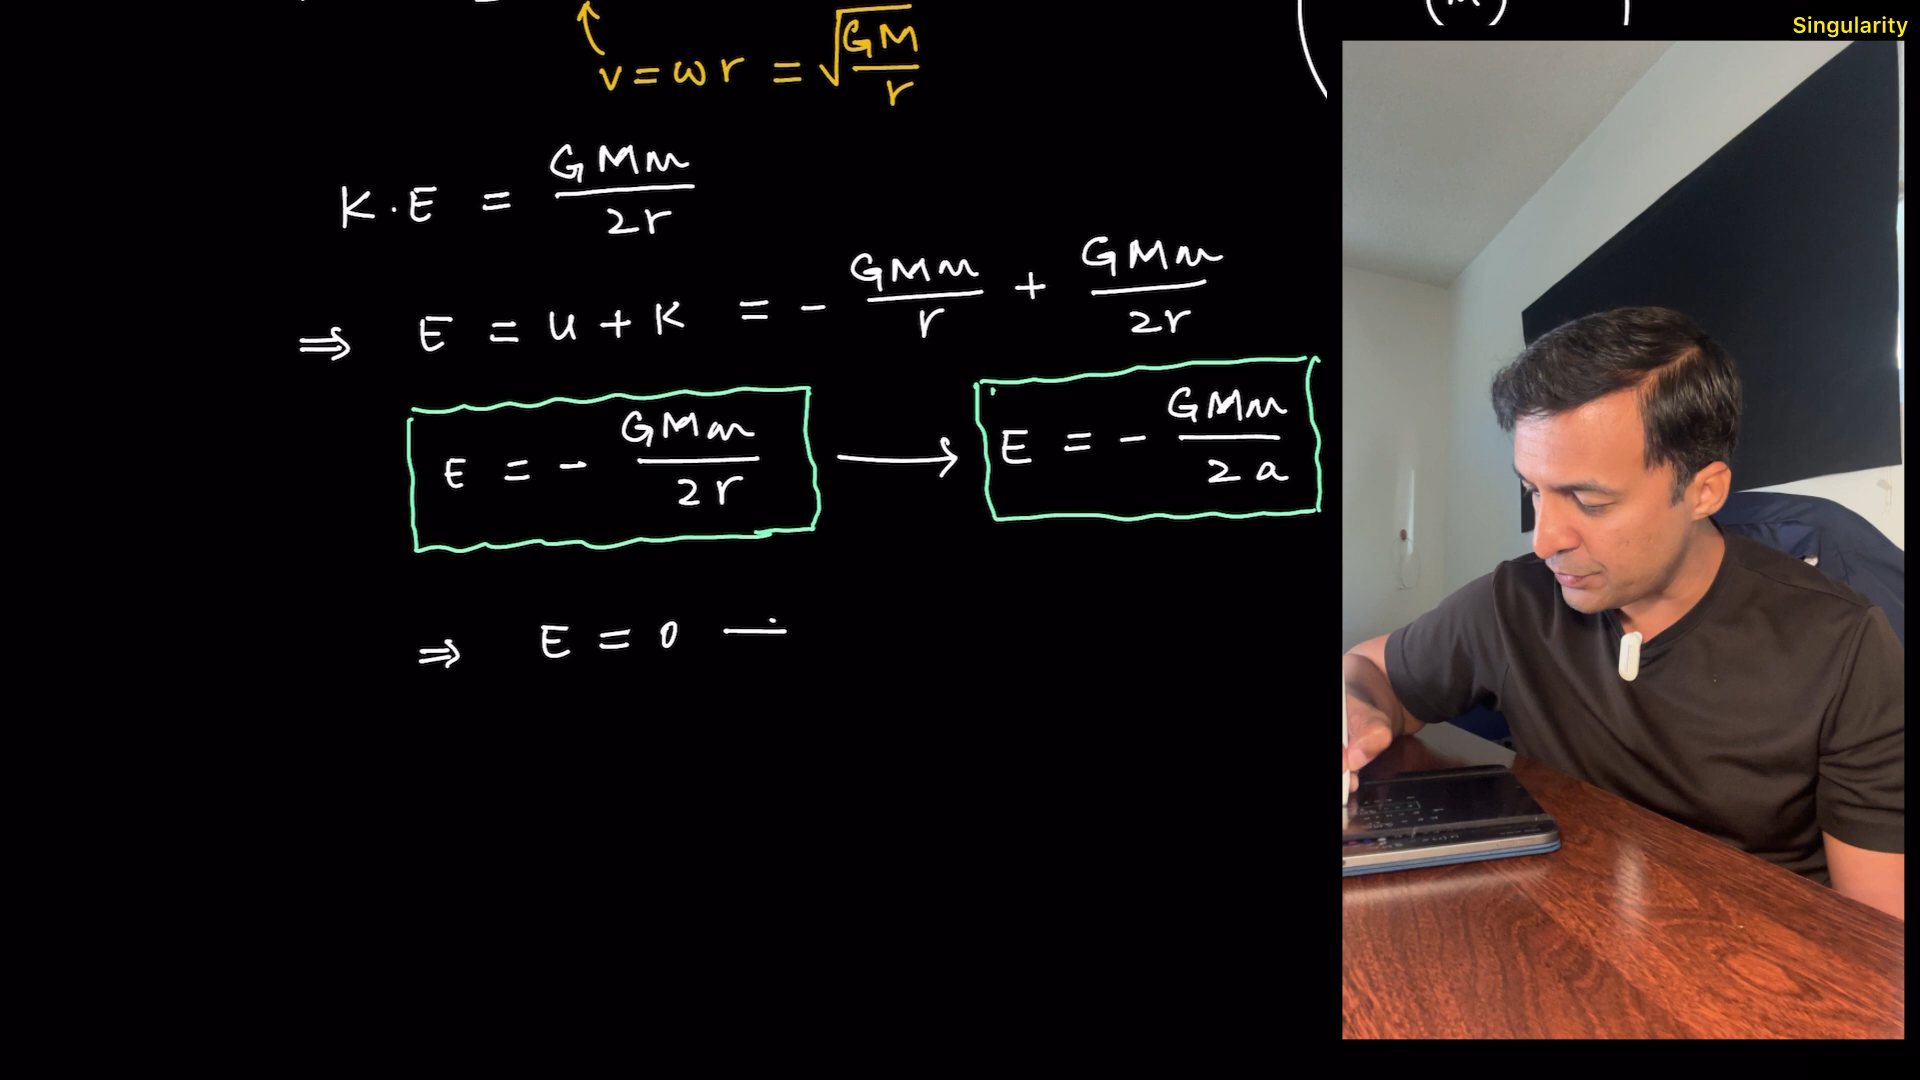 Singularity
(m)
v = ωr = √(GM/r)
K.E = GMm/2r
⇒ E = U + K = - GMm/r + GMm/2r
E = - GMm/2r ⟶ E = - GMm/2a
⇒ E = 0 —